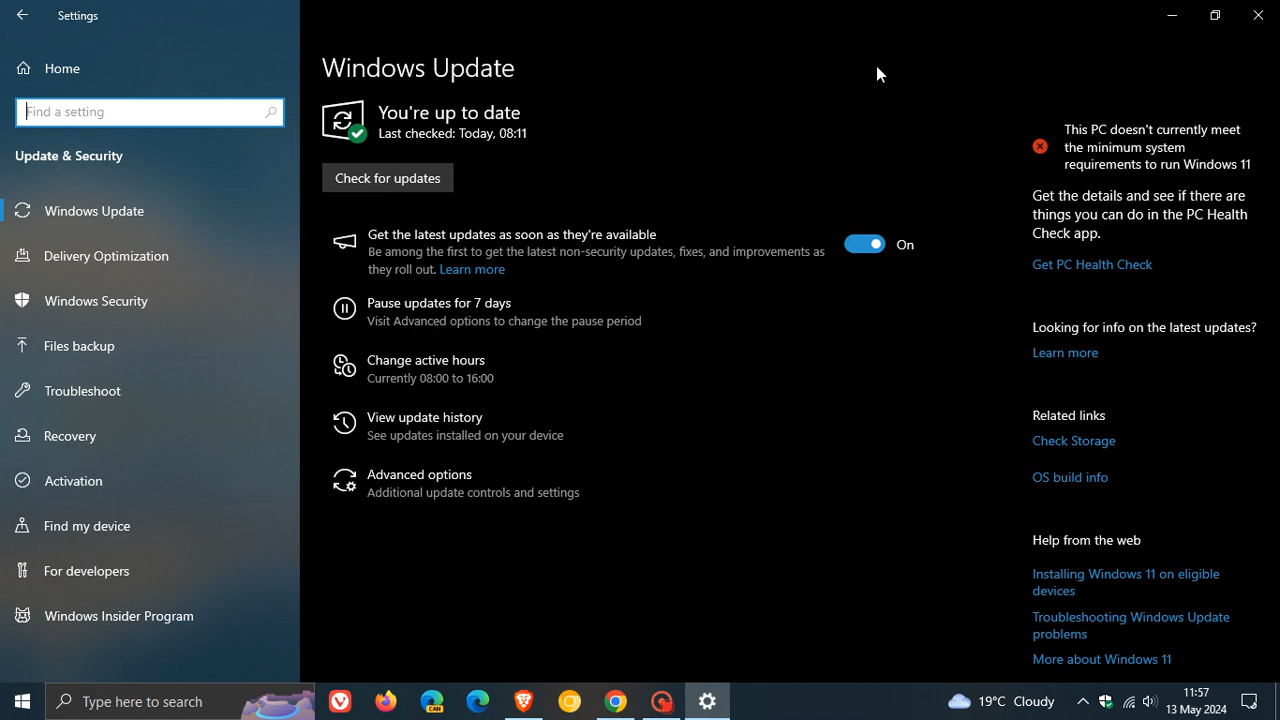 Settings
Home
Find a setting
Update & Security
Windows Update
Delivery Optimization
Windows Security
Files backup
Troubleshoot
Recovery
Activation
Find my device
For developers
Windows Insider Program
Windows Update
You're up to date
Last checked: Today, 08:11
Check for updates
Get the latest updates as soon as they're available
Be among the first to get the latest non-security updates, fixes, and improvements as
they roll out. Learn more
On
Pause updates for 7 days
Visit Advanced options to change the pause period
Change active hours
Currently 08:00 to 16:00
View update history
See updates installed on your device
Advanced options
Additional update controls and settings
This PC doesn't currently meet
the minimum system
requirements to run Windows 11
Get the details and see if there are
things you can do in the PC Health
Check app.
Get PC Health Check
Looking for info on the latest updates?
Learn more
Related links
Check Storage
OS build info
Help from the web
Installing Windows 11 on eligible
devices
Troubleshooting Windows Update
problems
More about Windows 11
Type here to search
CAN
19°C Cloudy
11:57
13 May 2024